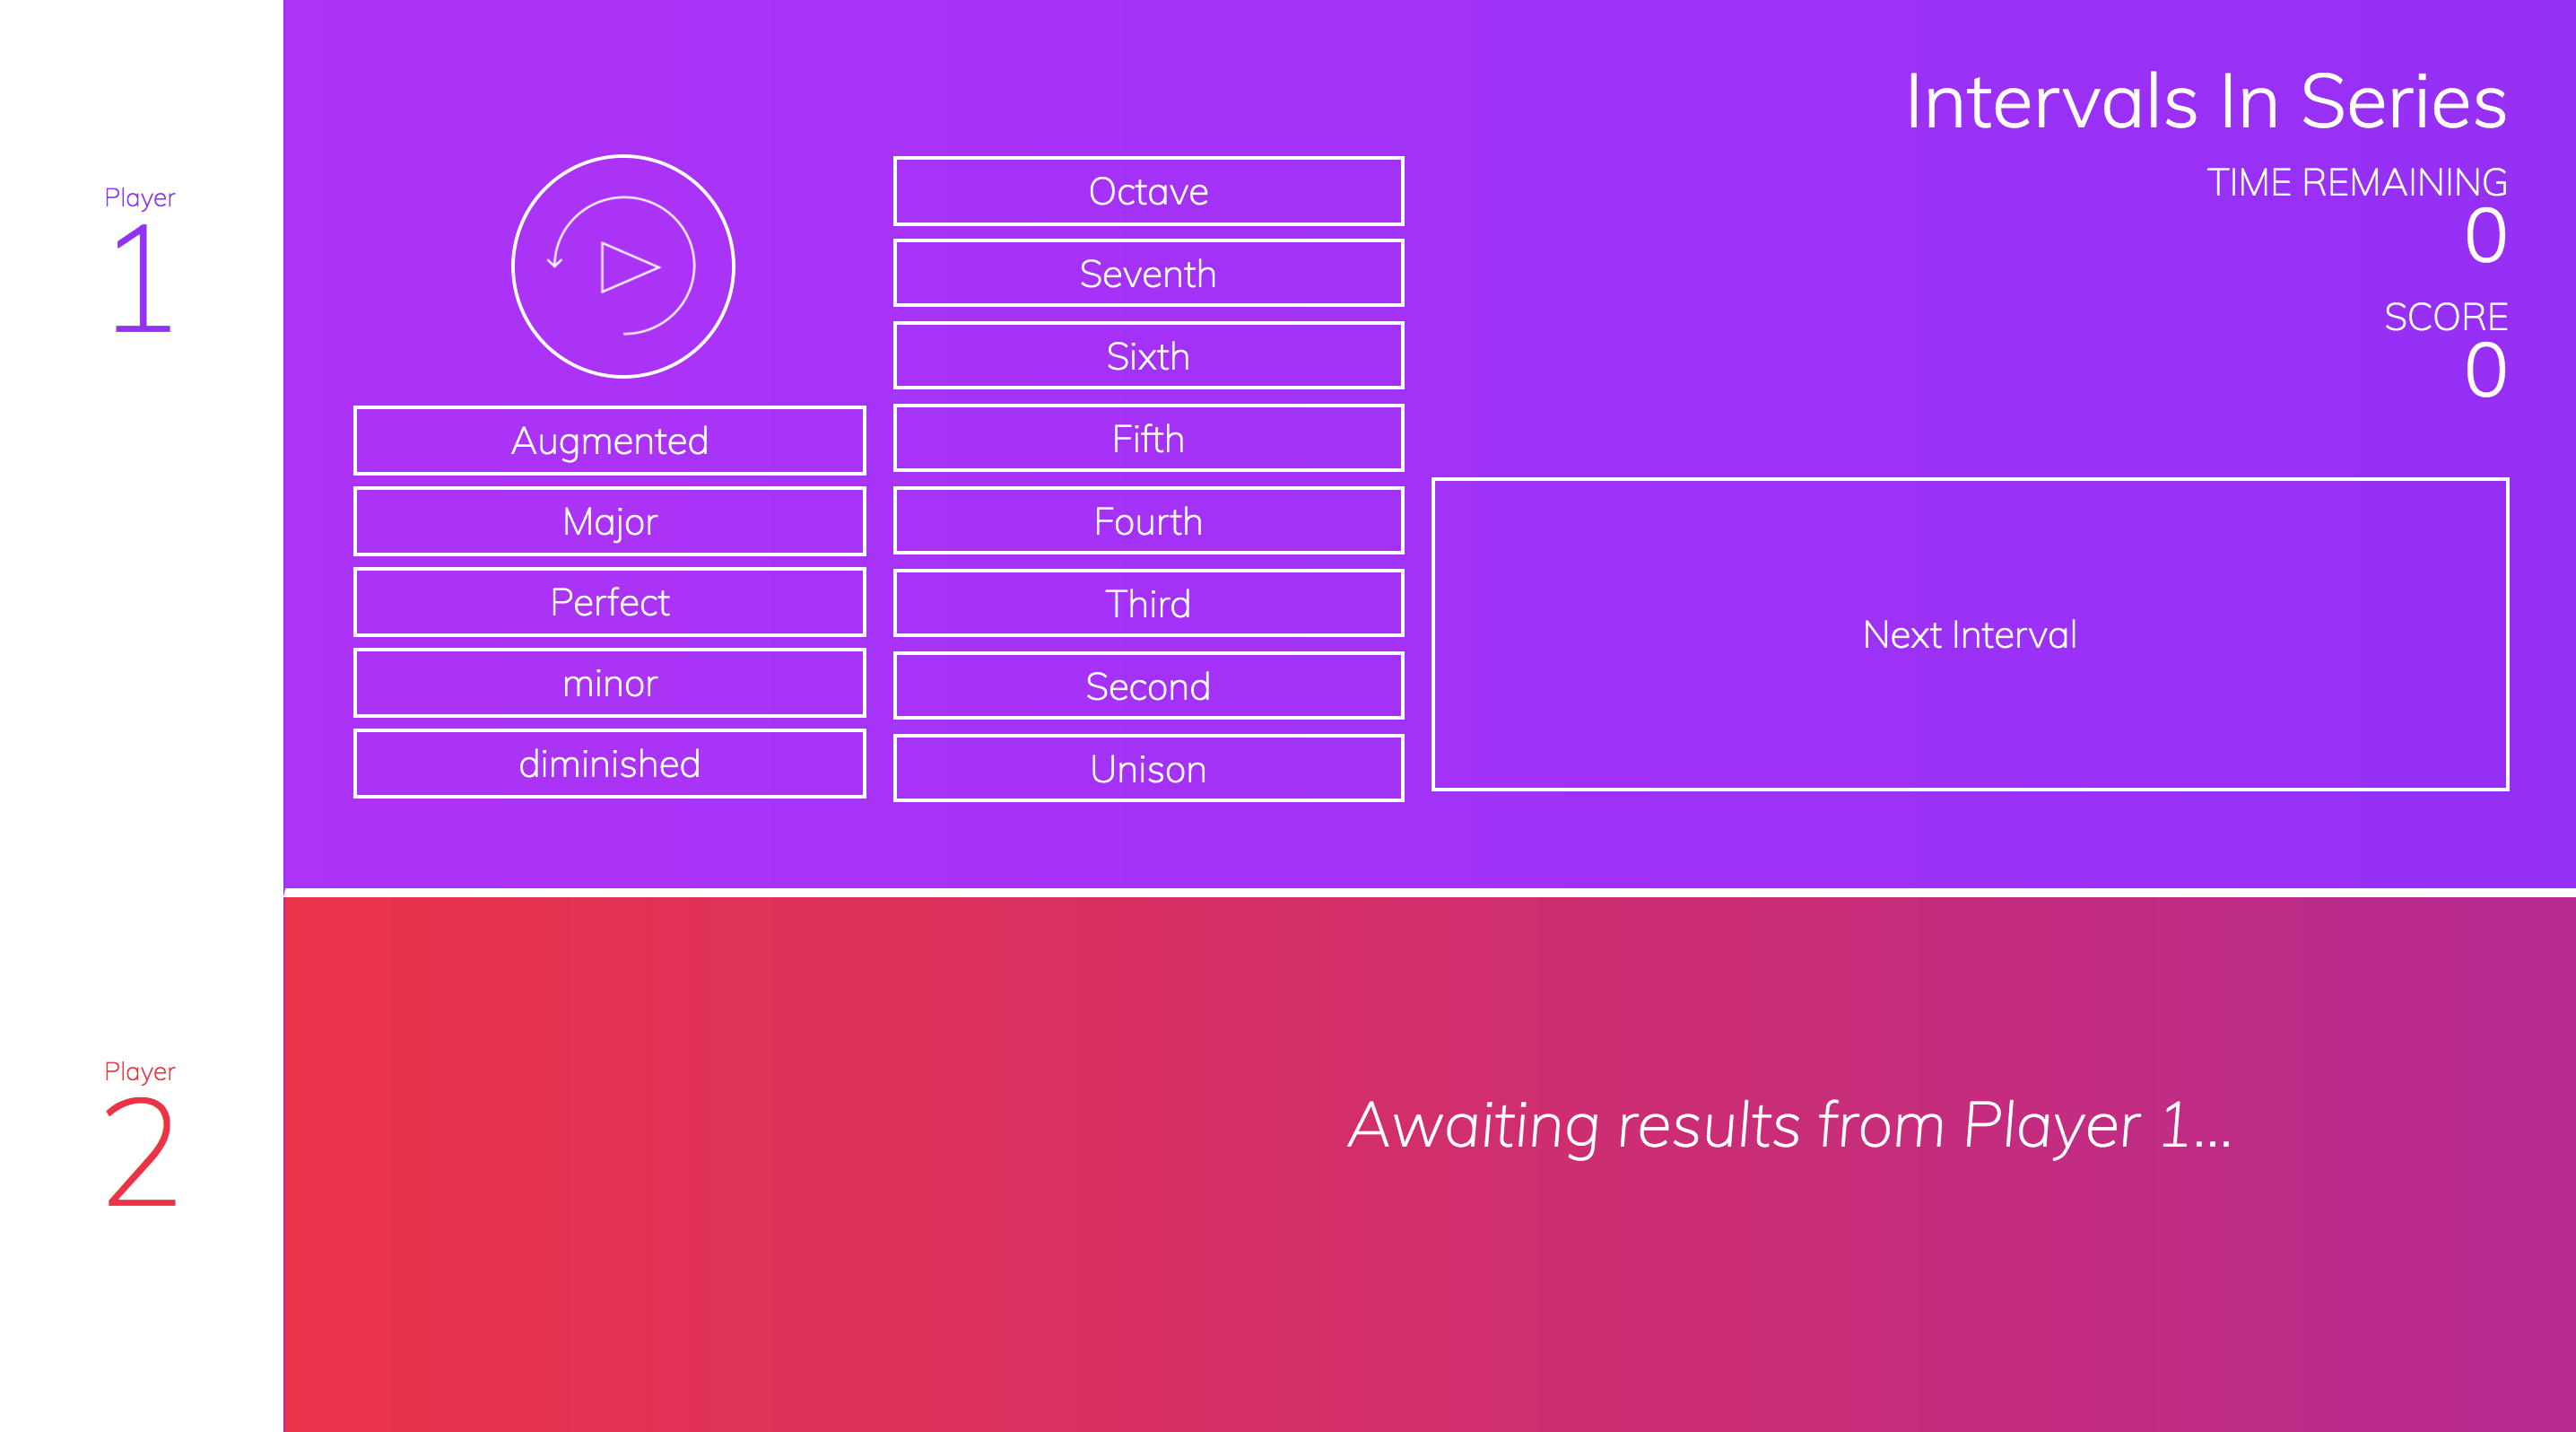 Player
1
Augmented
Major
Perfect
minor
diminished
Octave
Seventh
Sixth
Fifth
Fourth
Third
Second
Unison
Intervals In Series
TIME REMAINING
0
SCORE
0
Next Interval
Player
2
Awaiting results from Player 1...